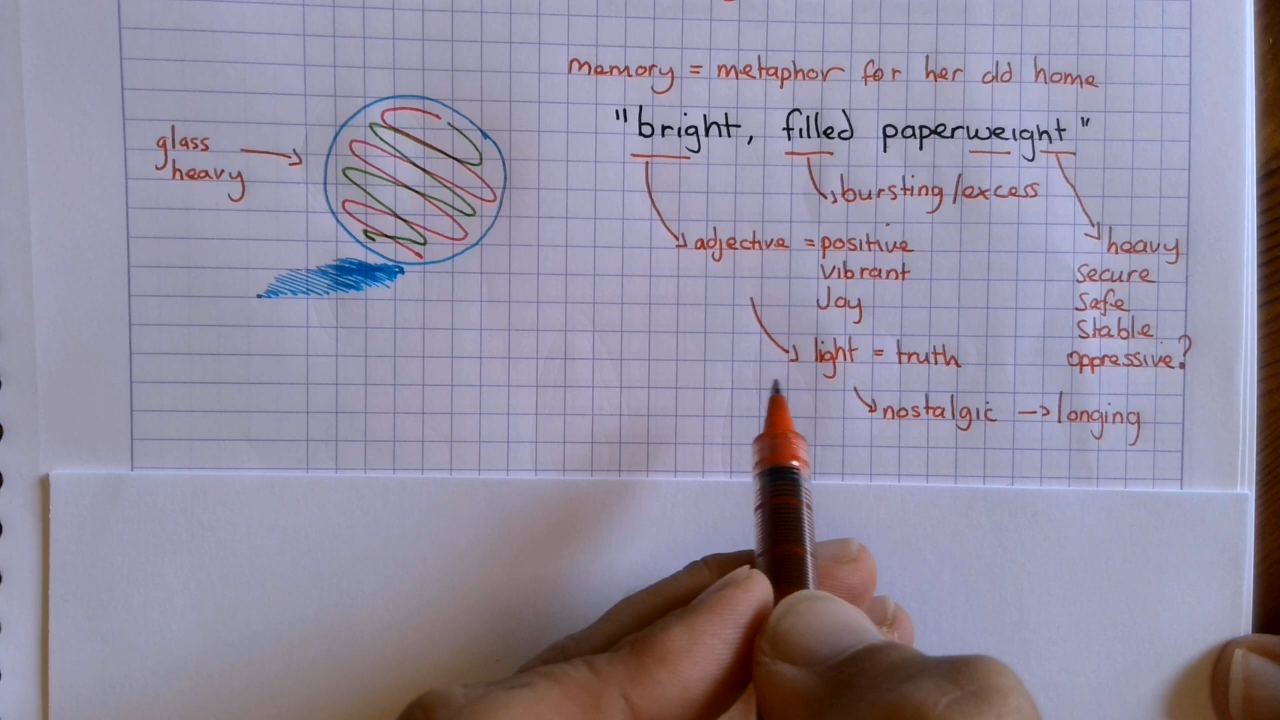 memory = metaphor for her old home
"bright, filled paperweight"
glass
heavy
bursting/excess
adjective = positive
vibrant
Joy
heavy
secure
safe
stable
oppressive?
light = truth
nostalgic → longing